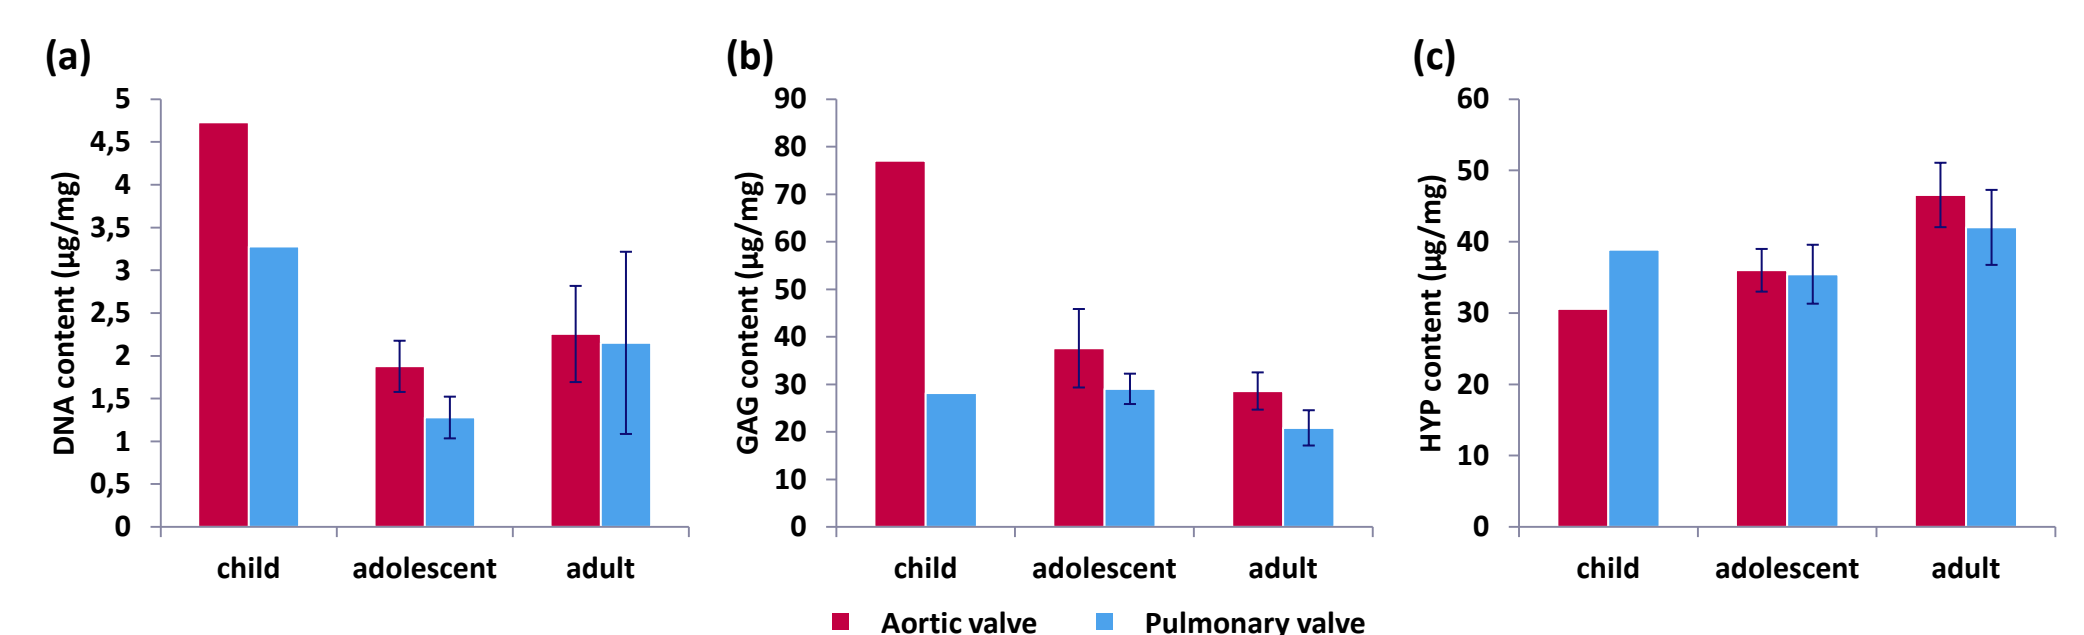 (a)
DNA content (µg/mg)
5
4,5
4
3,5
3
2,5
2
1,5
1
0,5
0
child adolescent adult
(b)
GAG content (µg/mg)
90
80
70
60
50
40
30
20
10
0
child adolescent adult
(c)
HYP content (µg/mg)
60
50
40
30
20
10
0
child adolescent adult
Aortic valve Pulmonary valve